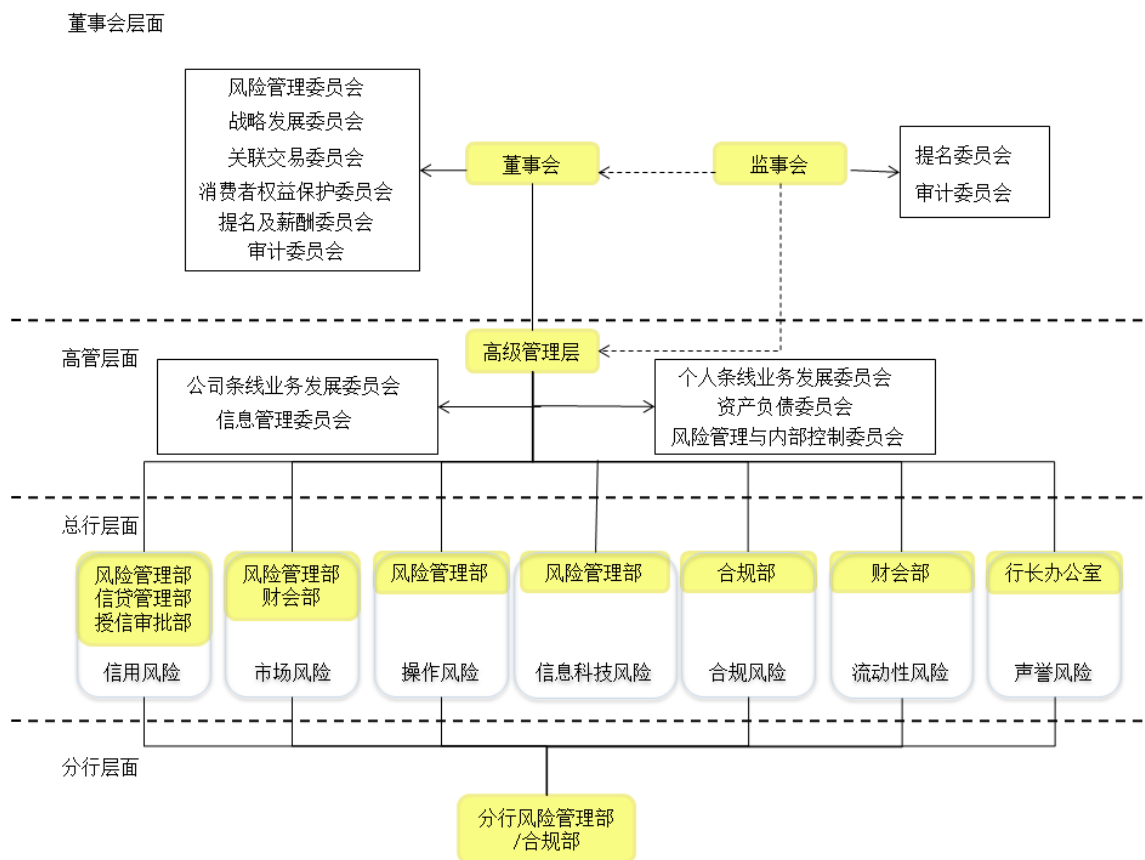 董事会层面
风险管理委员会
战略发展委员会
关联交易委员会
消费者权益保护委员会
提名及薪酬委员会
审计委员会
董事会
监事会
提名委员会
审计委员会
高管层面
高级管理层
公司条线业务发展委员会
信息管理委员会
个人条线业务发展委员会
资产负债委员会
风险管理与内部控制委员会
总行层面
风险管理部
信贷管理部
授信审批部
信用风险
风险管理部
财会部
市场风险
风险管理部
操作风险
风险管理部
信息科技风险
合规部
合规风险
财会部
流动性风险
行长办公室
声誉风险
分行层面
分行风险管理部
/合规部